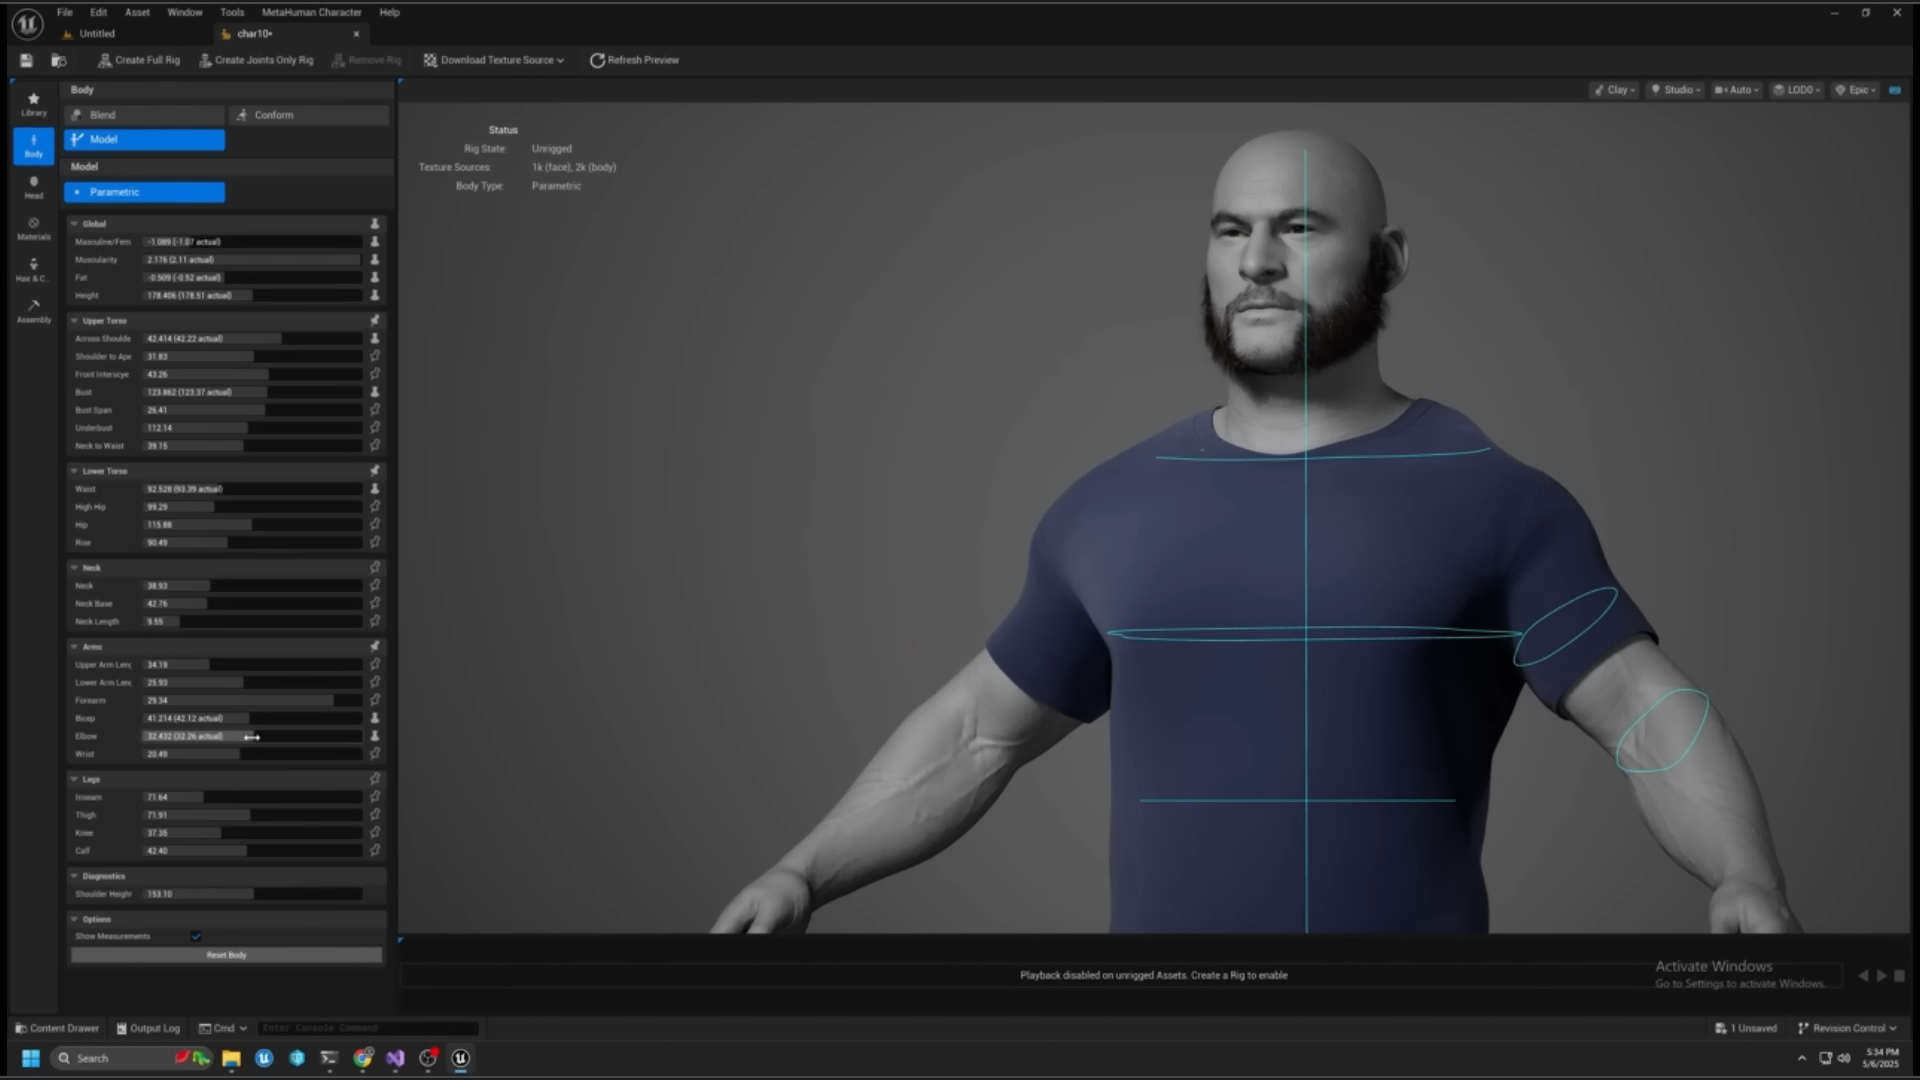 File Edit Asset Window Tools MetaHuman Character Help
Untitled
char10•
Create Full Rig
Create Joints Only Rig
Remove Rig
Download Texture Source
Refresh Preview
Library
Body
Head
Materials
Hair & C..
Assembly
Body
Blend
Conform
Model
Model
Parametric
Global
Masculine/Fem -1.089 (-1.07 actual)
Muscularity 2.176 (2.11 actual)
Fat -0.509 (-0.52 actual)
Height 178.406 (178.51 actual)
Upper Torso
Across Shoulde 42.414 (42.22 actual)
Shoulder to Ape 31.83
Front Interscye 43.26
Bust 123.862 (123.37 actual)
Bust Span 26.41
Underbust 112.14
Neck to Waist 39.15
Lower Torso
Waist 92.528 (93.39 actual)
High Hip 99.29
Hip 115.88
Rise 90.49
Neck
Neck 38.93
Neck Base 42.76
Neck Length 9.55
Arms
Upper Arm Leng 34.19
Lower Arm Leng 25.93
Forearm 29.34
Bicep 41.214 (42.12 actual)
Elbow 32.432 (32.26 actual)
Wrist 20.49
Legs
Inseam 71.64
Thigh 71.91
Knee 37.35
Calf 42.40
Diagnostics
Shoulder Height 153.10
Options
Show Measurements
Reset Body
Clay
Studio
Auto
LOD0
Epic
Status
Rig State: Unrigged
Texture Sources: 1k (face), 2k (body)
Body Type: Parametric
Playback disabled on unrigged Assets. Create a Rig to enable
Activate Windows
Go to Settings to activate Windows.
Content Drawer
Output Log
Cmd
Enter Console Command
1 Unsaved
Revision Control
Search
5:34 PM
5/6/2025